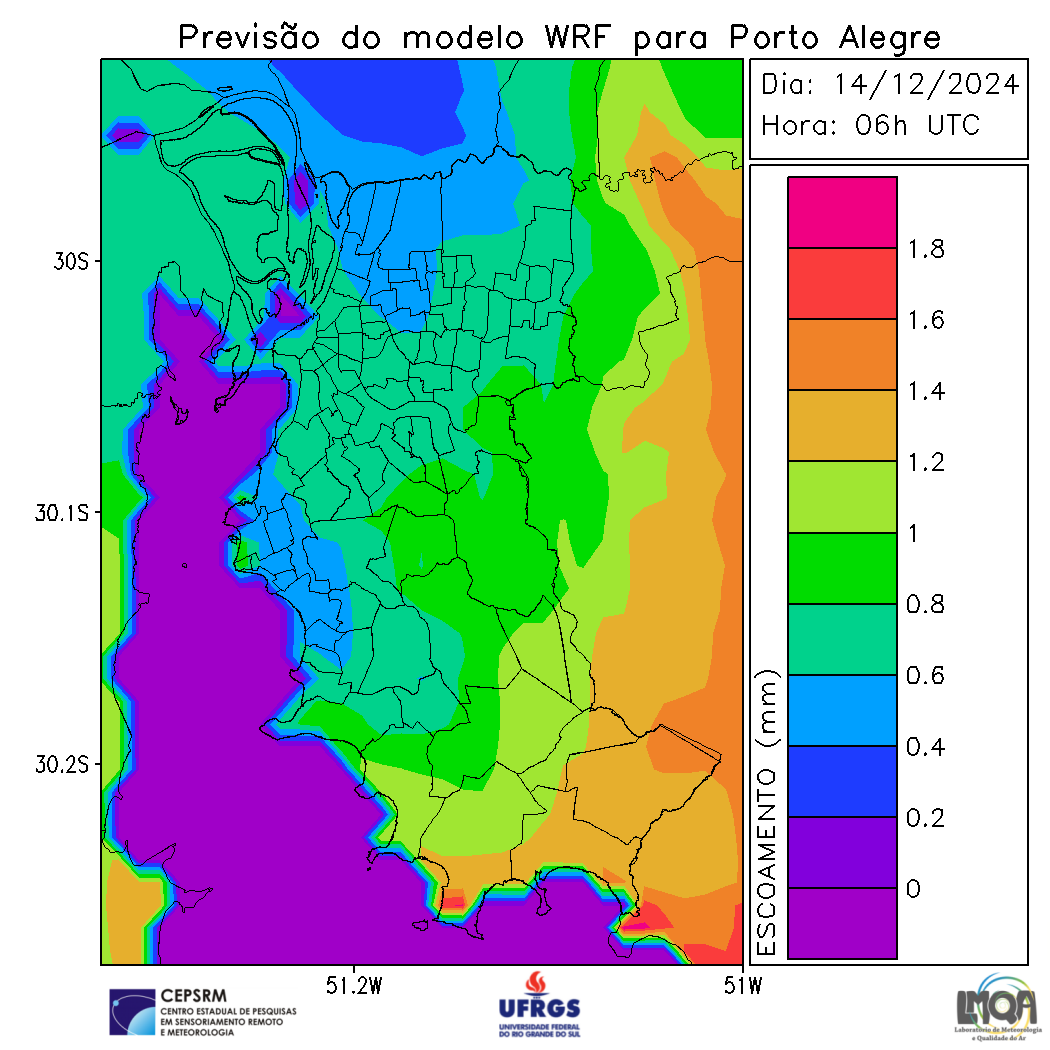 Previsão do modelo WRF para Porto Alegre
Dia: 14/12/2024
Hora: 06h UTC
30S
30.1S
30.2S
51.2W
51W
1.8
1.6
1.4
1.2
1
0.8
0.6
0.4
0.2
0
ESCOAMENTO (mm)
CEPSRM
CENTRO ESTADUAL DE PESQUISAS
EM SENSORIAMENTO REMOTO
E METEOROLOGIA
UFRGS
UNIVERSIDADE FEDERAL
DO RIO GRANDE DO SUL
LMQA
Laboratório de Meteorologia
e Qualidade do Ar